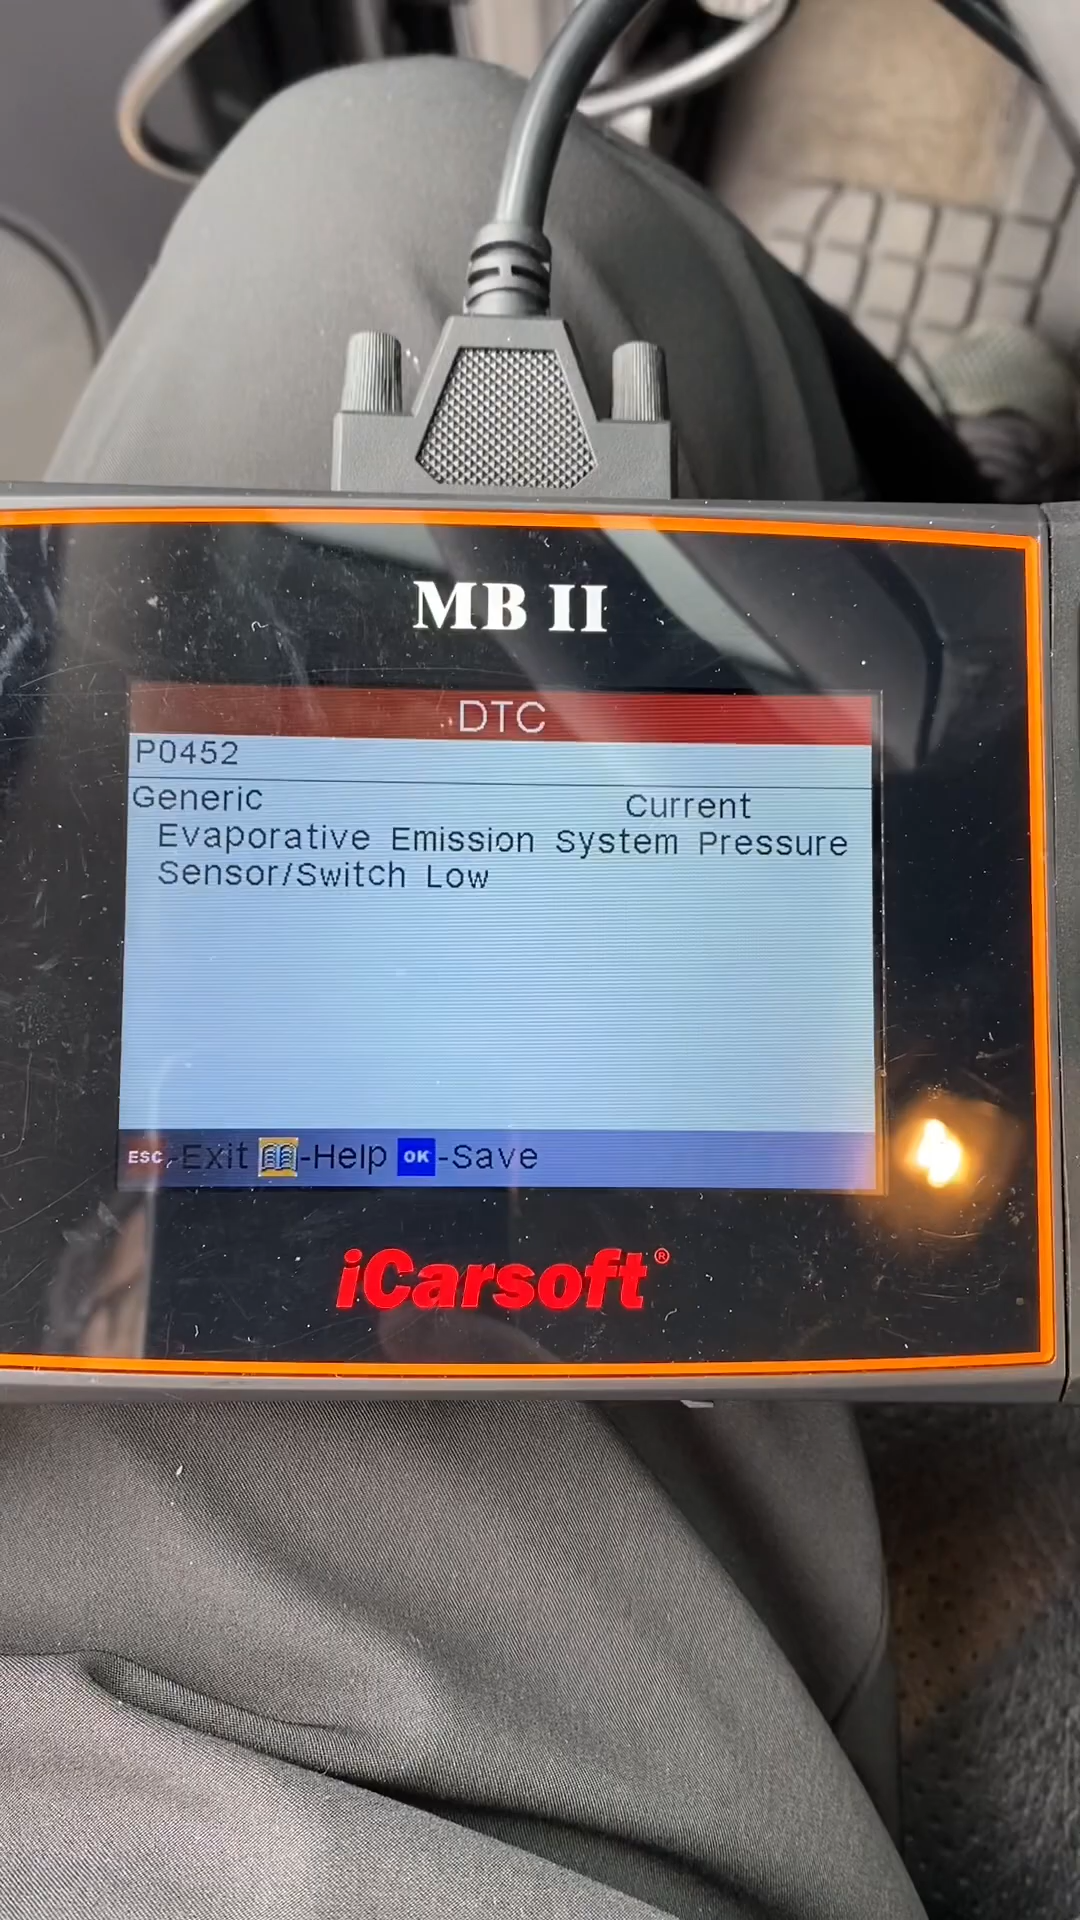 MB II
DTC
P0452
Generic Current
Evaporative Emission System Pressure
Sensor/Switch Low
ESC-Exit -Help OK-Save
iCarsoft®